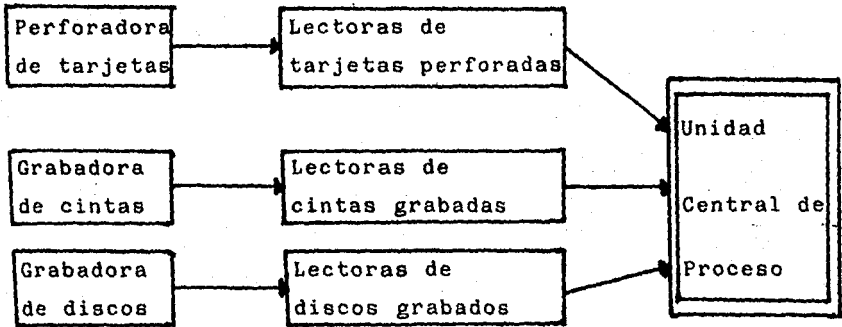 Perforadora
de tarjetas
Lectoras de
tarjetas perforadas
Grabadora
de cintas
Lectoras de
cintas grabadas
Grabadora
de discos
Lectoras de
discos grabados
Unidad
Central de
Proceso